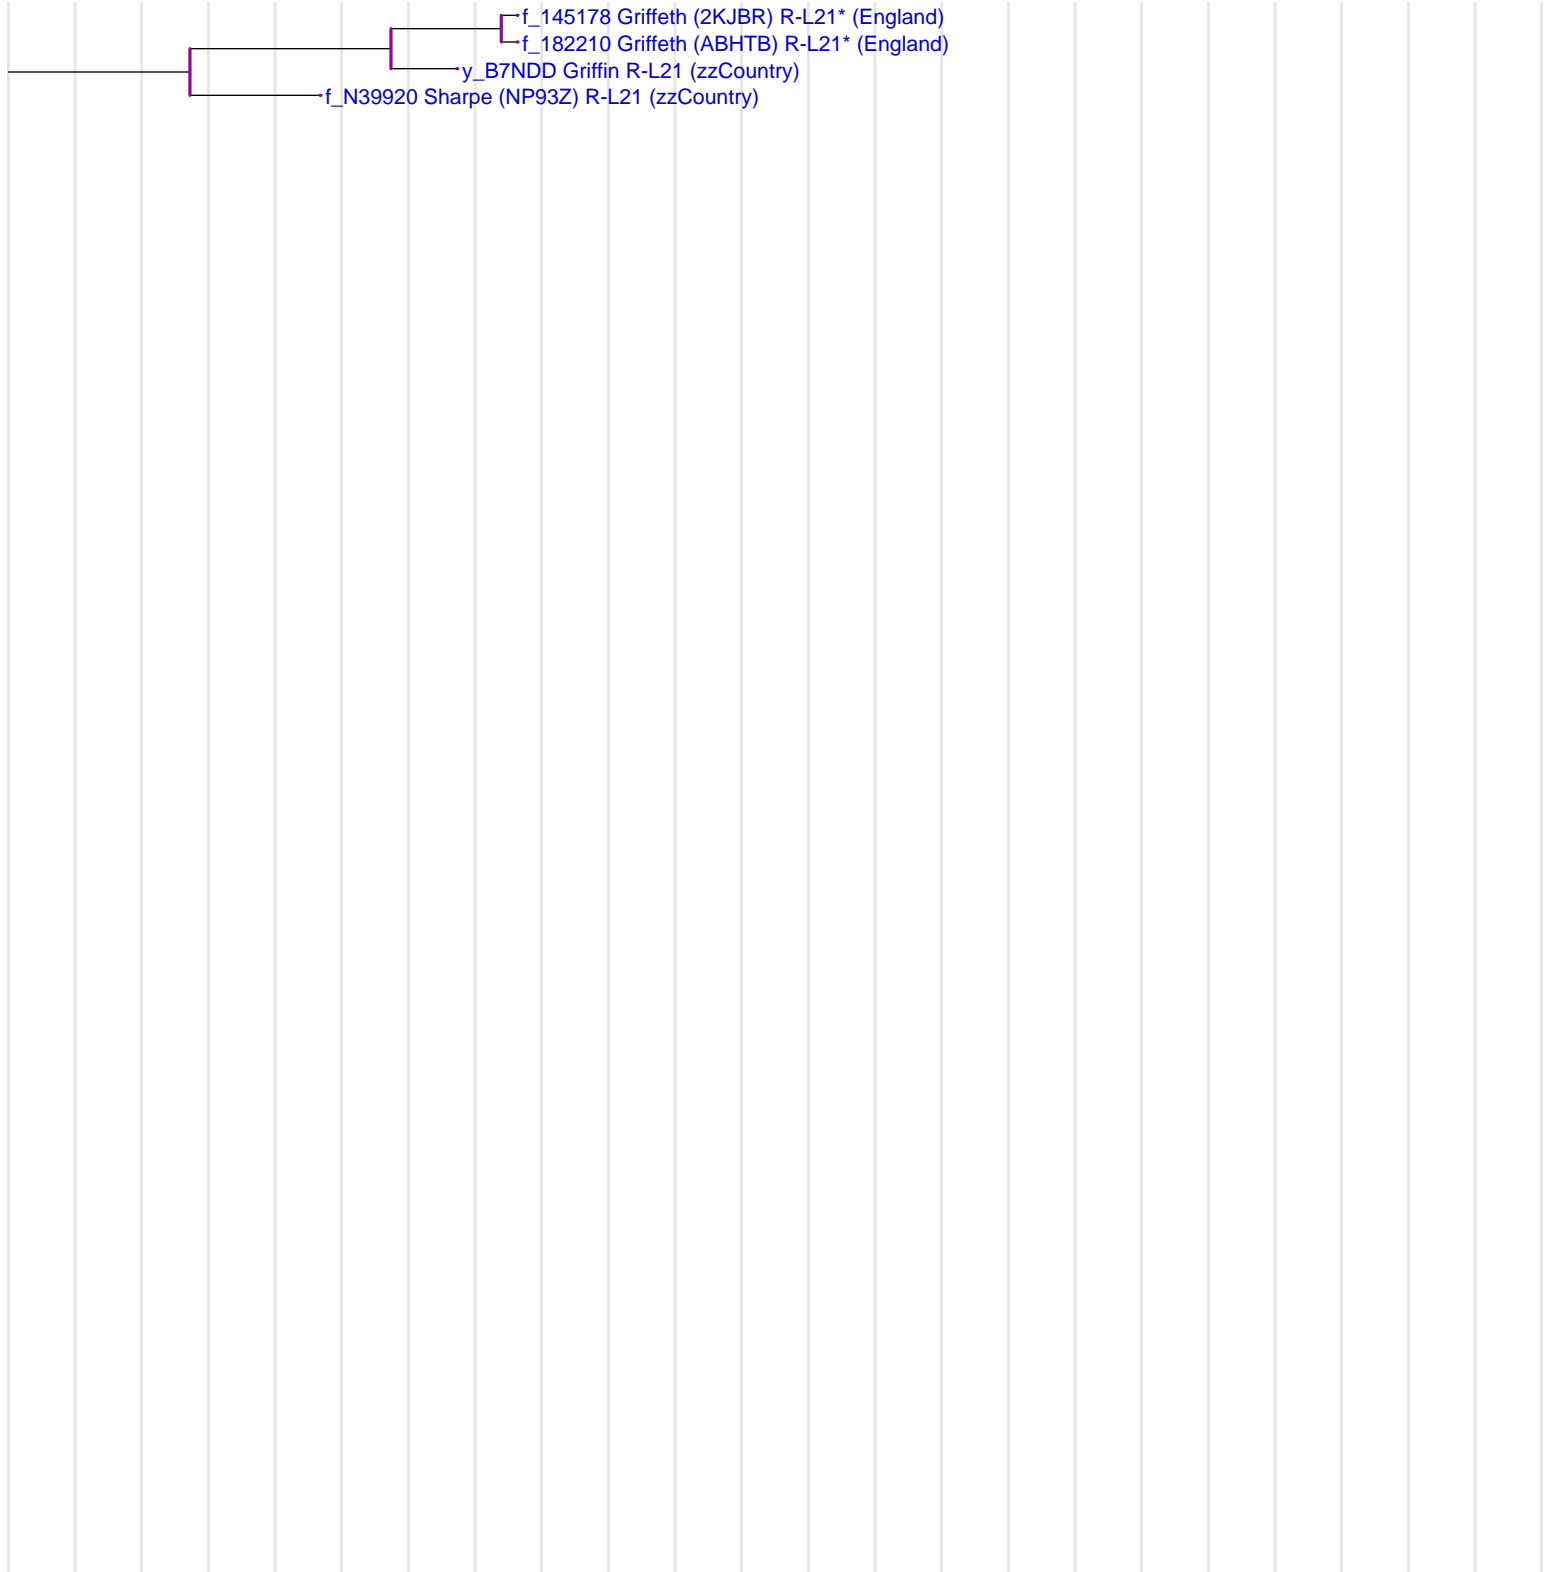 f_145178 Griffeth (2KJBR) R-L21* (England)
f_182210 Griffeth (ABHTB) R-L21* (England)
y_B7NDD Griffin R-L21 (zzCountry)
f_N39920 Sharpe (NP93Z) R-L21 (zzCountry)